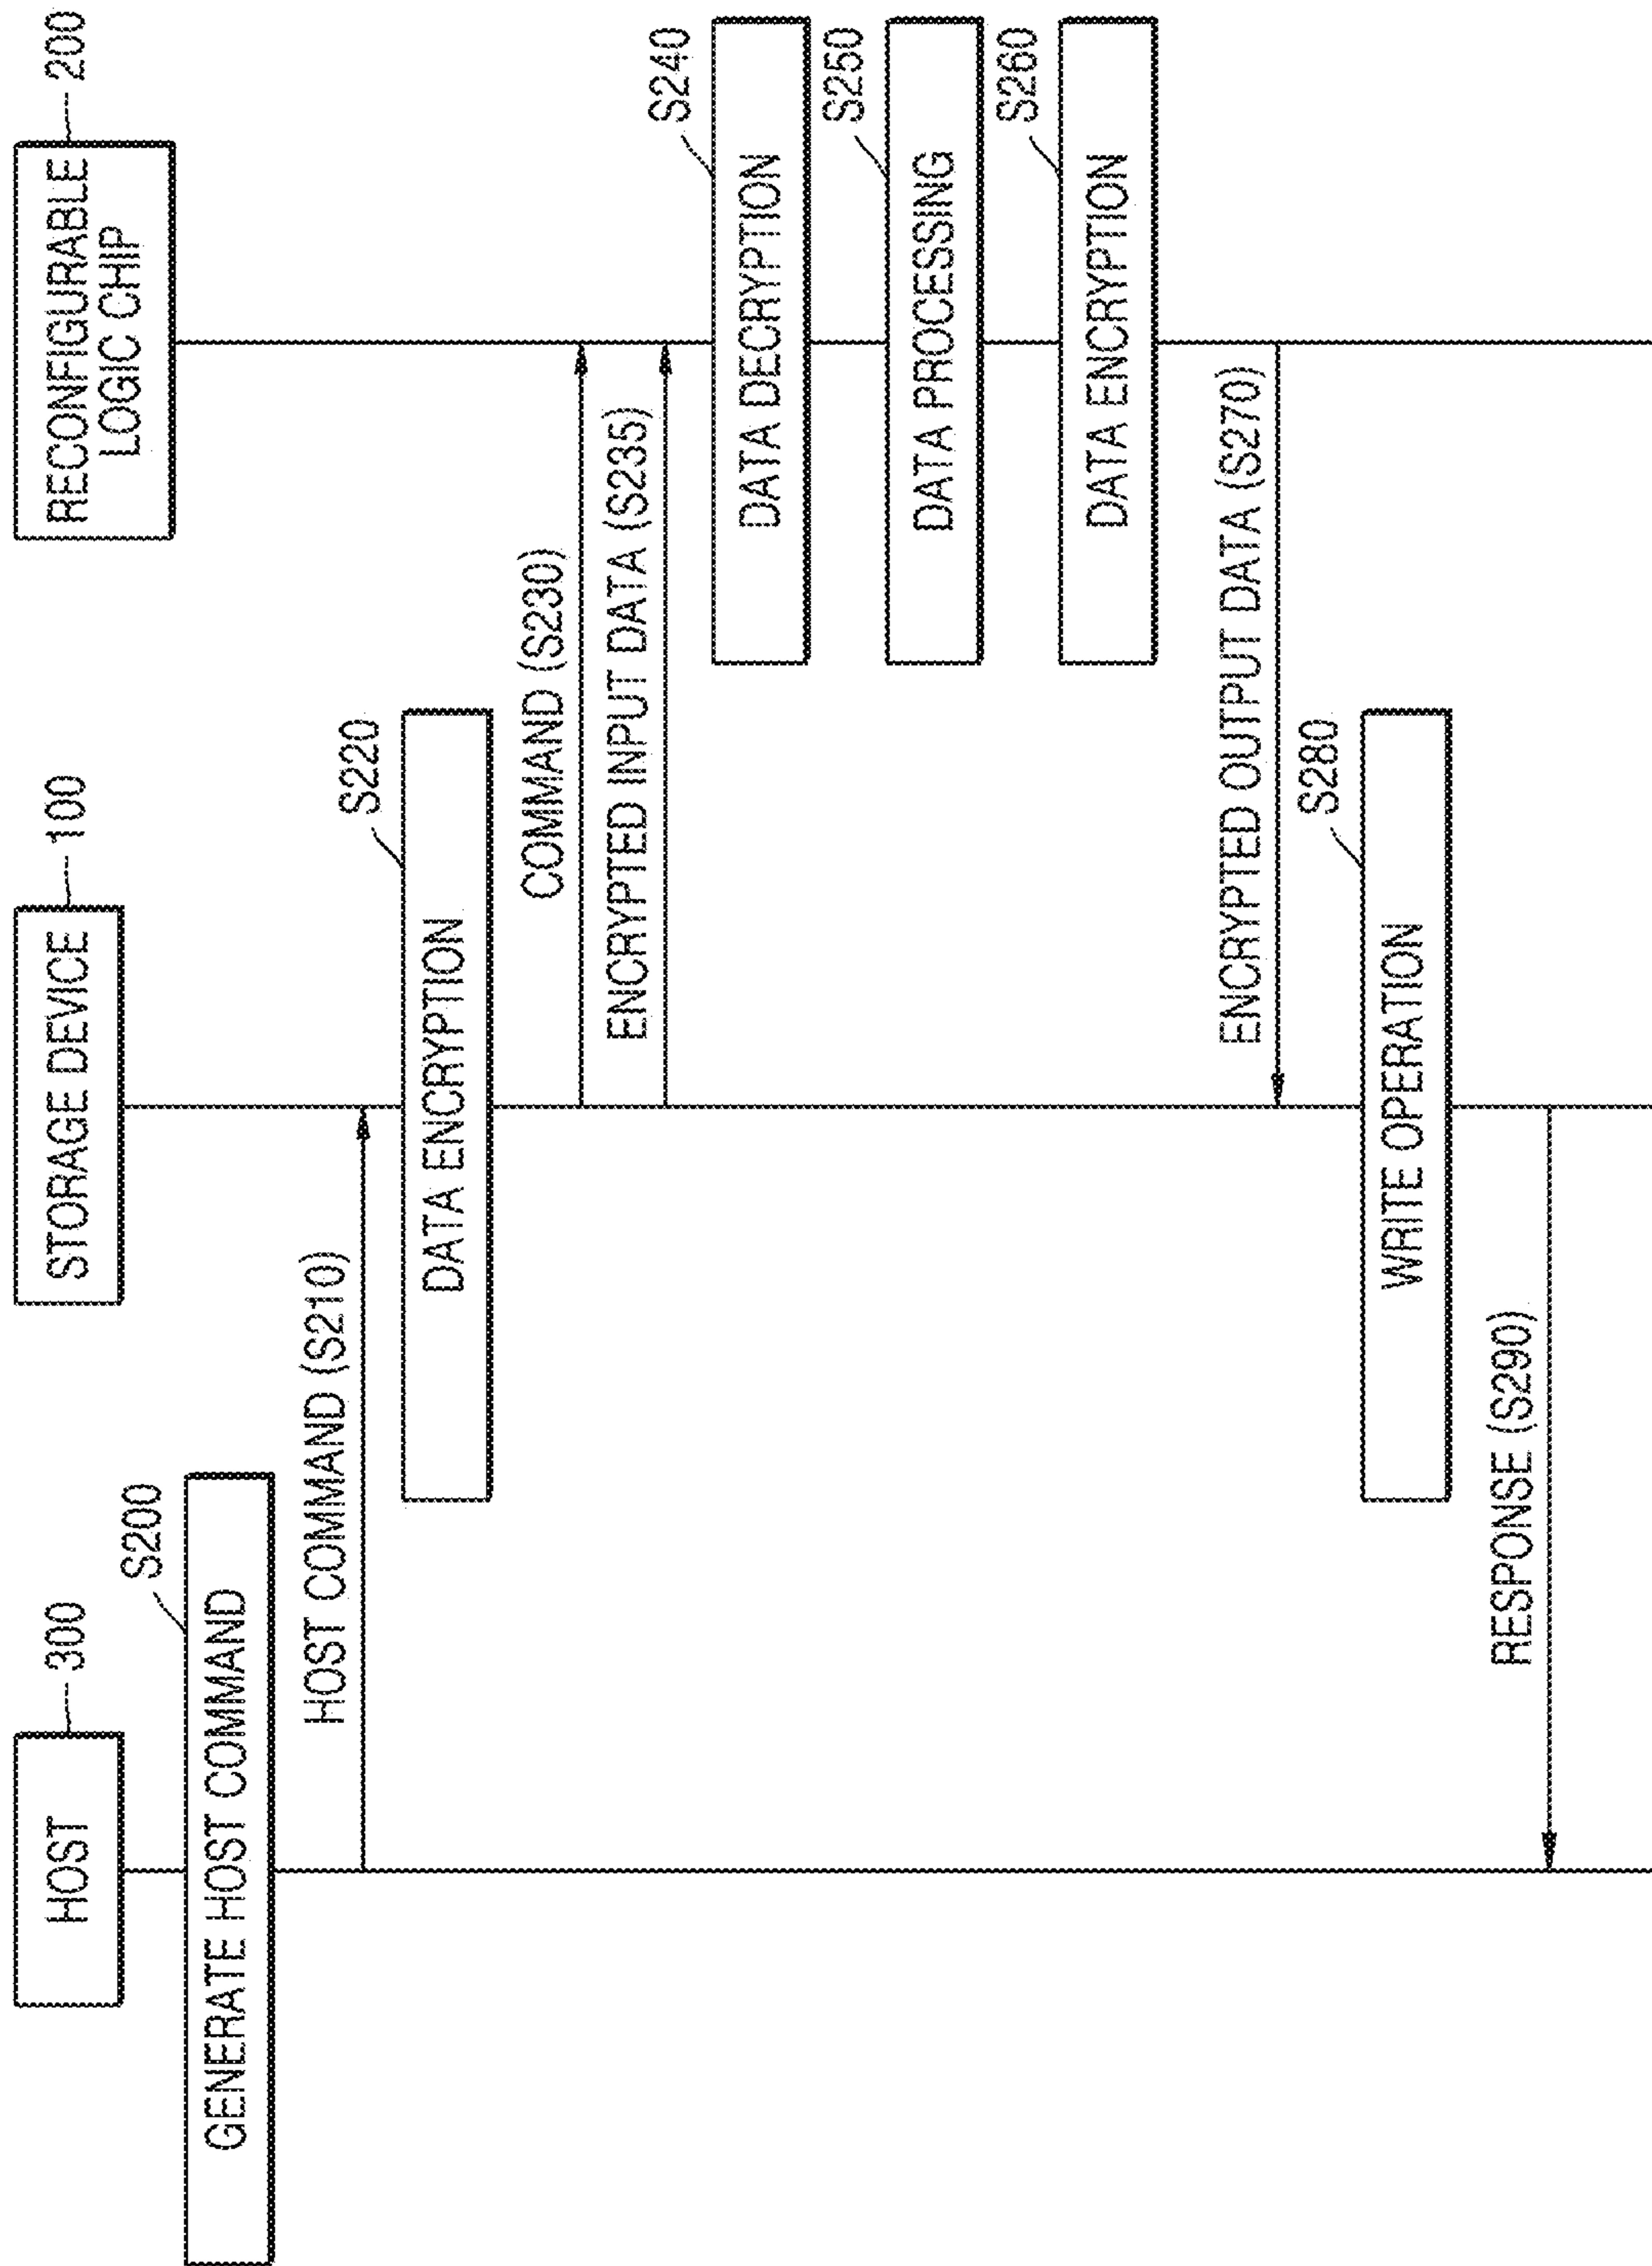 HOST
300
STORAGE DEVICE
100
RECONFIGURABLE
LOGIC CHIP
200
S200
GENERATE HOST COMMAND
HOST COMMAND (S210)
S220
DATA ENCRYPTION
COMMAND (S230)
ENCRYPTED INPUT DATA (S235)
S240
DATA DECRYPTION
S250
DATA PROCESSING
S260
DATA ENCRYPTION
ENCRYPTED OUTPUT DATA (S270)
S280
WRITE OPERATION
RESPONSE (S290)